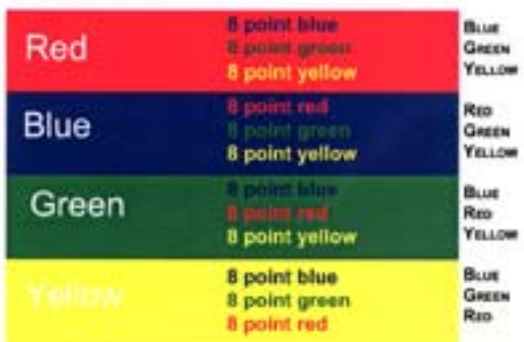 Red
8 point blue BLUE
8 point green GREEN
8 point yellow YELLOW
Blue
8 point red RED
8 point green GREEN
8 point yellow YELLOW
Green
8 point blue BLUE
8 point red RED
8 point yellow YELLOW
Yellow
8 point blue BLUE
8 point green GREEN
8 point red RED